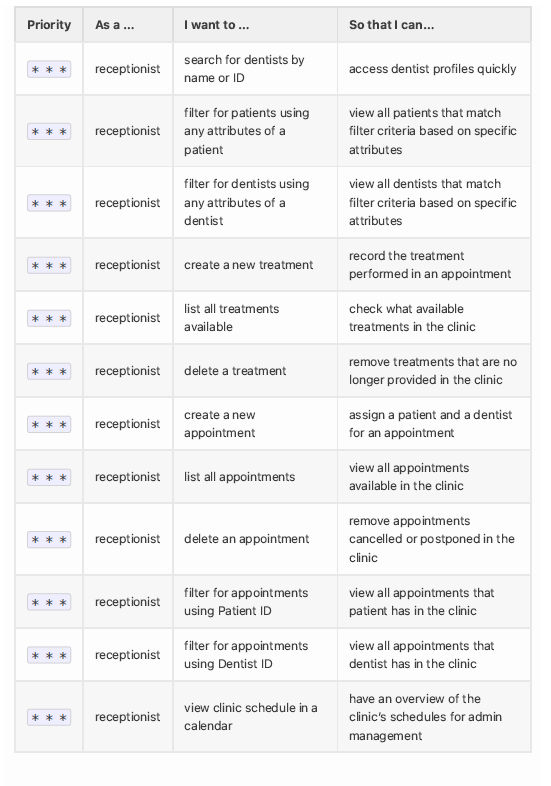 Priority As a ... I want to ... So that I can...
* * * receptionist search for dentists by name or ID access dentist profiles quickly
* * * receptionist filter for patients using any attributes of a patient view all patients that match filter criteria based on specific attributes
* * * receptionist filter for dentists using any attributes of a dentist view all dentists that match filter criteria based on specific attributes
* * * receptionist create a new treatment record the treatment performed in an appointment
* * * receptionist list all treatments available check what available treatments in the clinic
* * * receptionist delete a treatment remove treatments that are no longer provided in the clinic
* * * receptionist create a new appointment assign a patient and a dentist for an appointment
* * * receptionist list all appointments view all appointments available in the clinic
* * * receptionist delete an appointment remove appointments cancelled or postponed in the clinic
* * * receptionist filter for appointments using Patient ID view all appointments that patient has in the clinic
* * * receptionist filter for appointments using Dentist ID view all appointments that dentist has in the clinic
* * * receptionist view clinic schedule in a calendar have an overview of the clinic's schedules for admin management